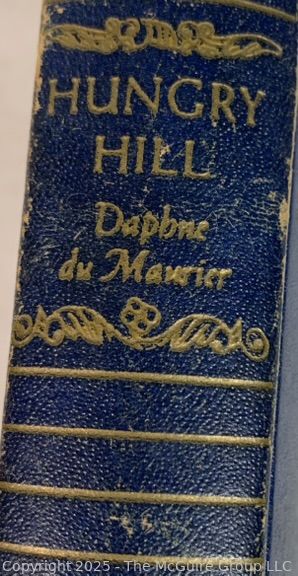 HUNGRY
HILL
Daphne
du Maurier
Copyright 2025 - The McGuire Group LLC